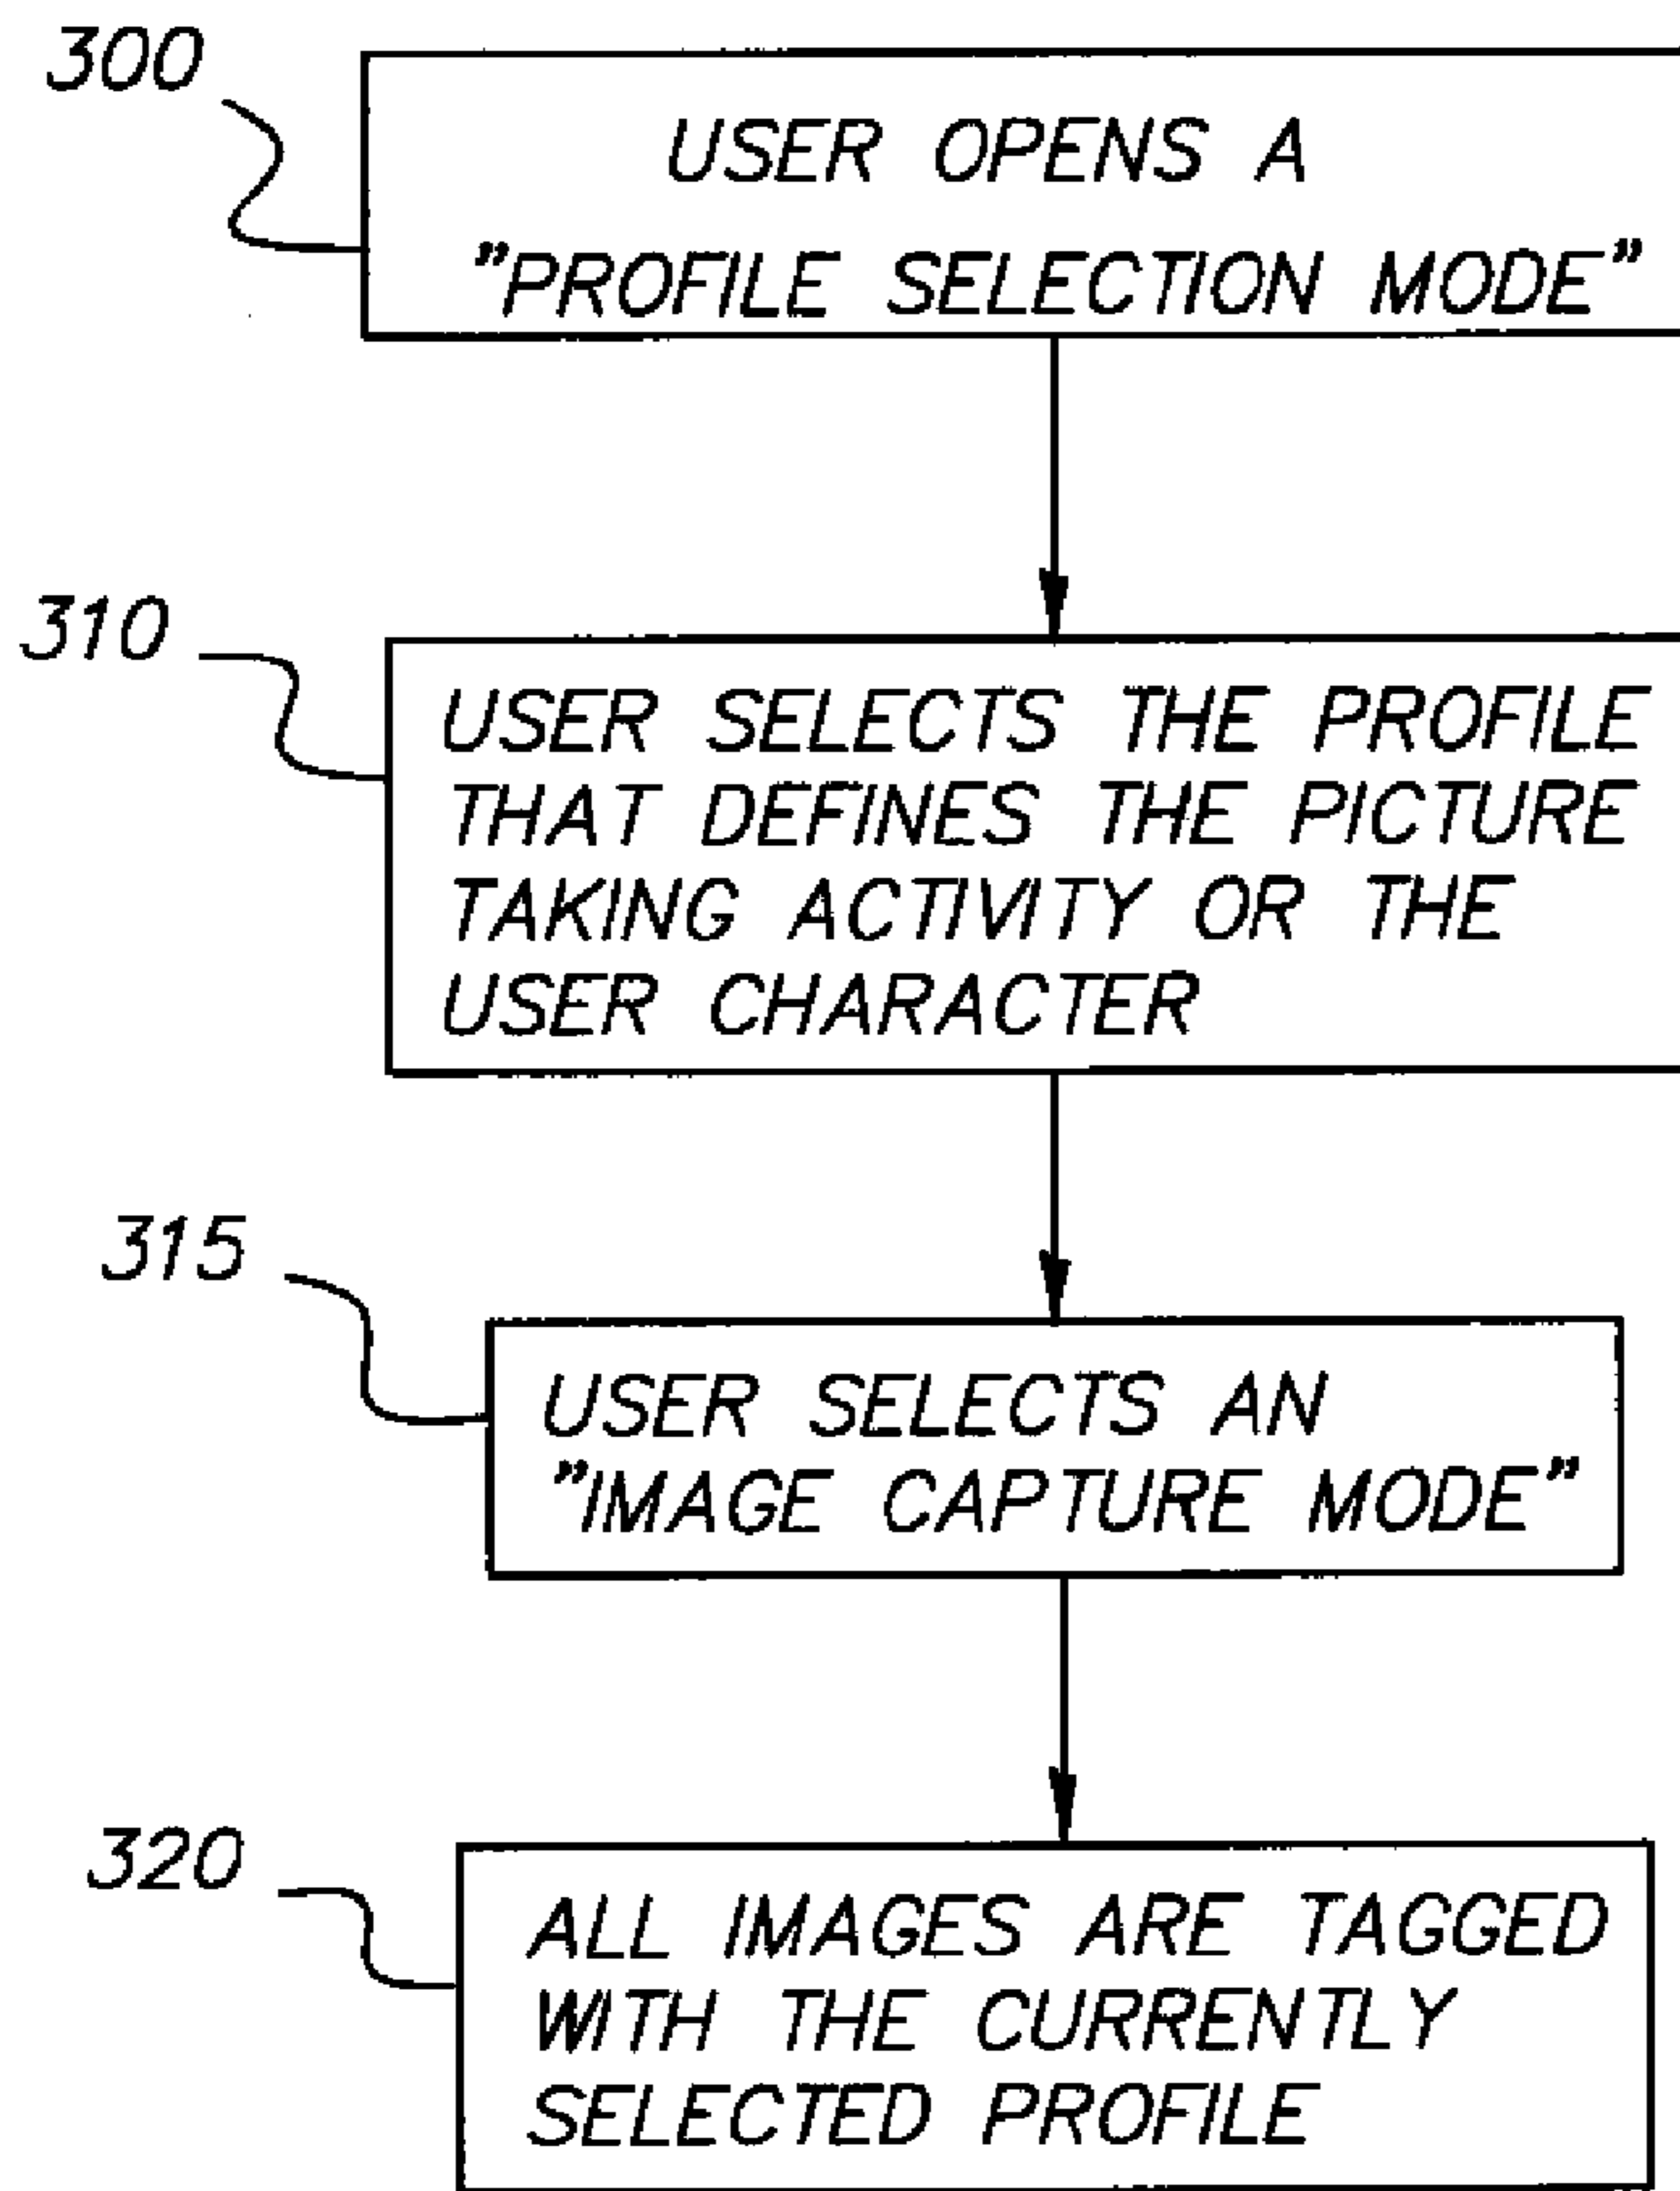 300
USER OPENS A
"PROFILE SELECTION MODE"
310
USER SELECTS THE PROFILE
THAT DEFINES THE PICTURE
TAKING ACTIVITY OR THE
USER CHARACTER
315
USER SELECTS AN
"IMAGE CAPTURE MODE"
320
ALL IMAGES ARE TAGGED
WITH THE CURRENTLY
SELECTED PROFILE